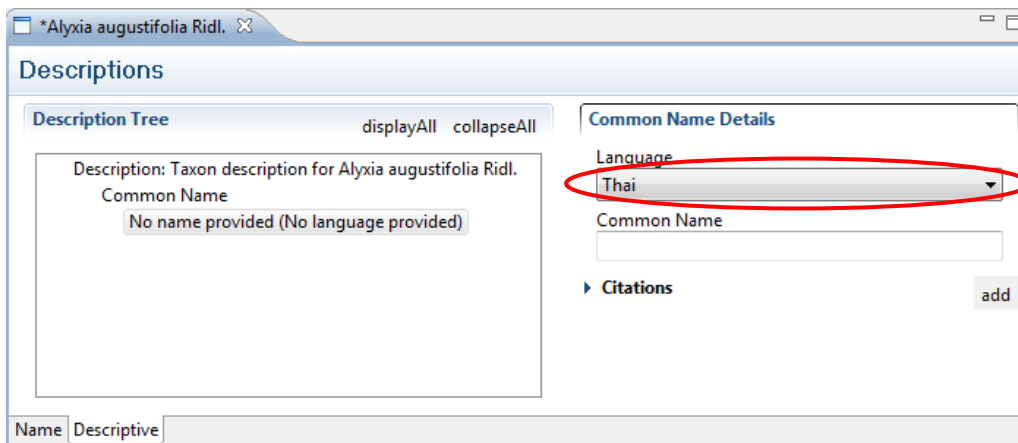 *Alyxia augustifolia Ridl.
Descriptions
Description Tree
displayAll collapseAll
Description: Taxon description for Alyxia augustifolia Ridl.
Common Name
No name provided (No language provided)
Common Name Details
Language
Thai
Common Name
Citations
add
Name Descriptive